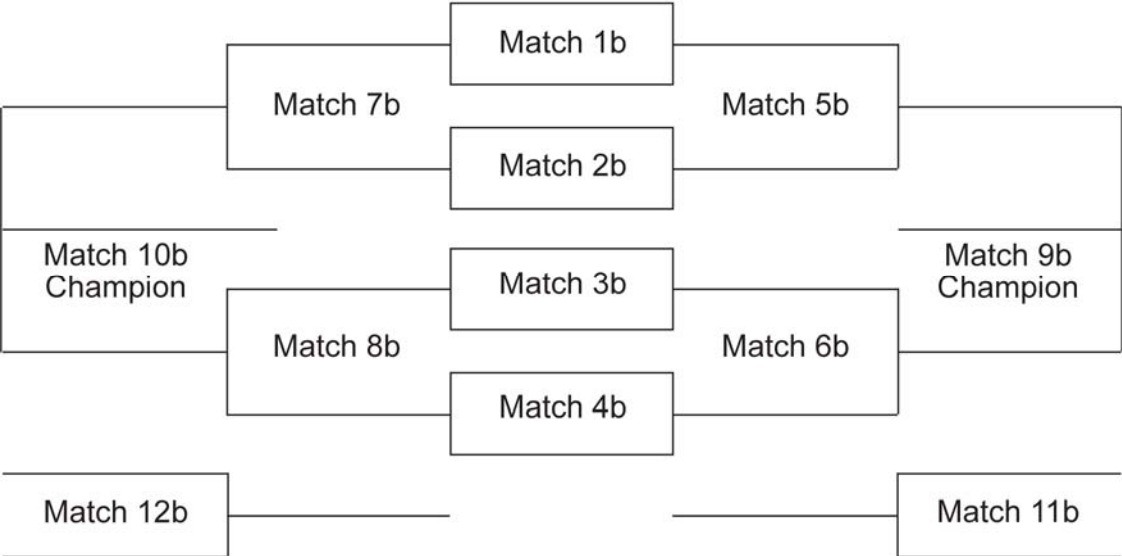 Match 1b
Match 7b
Match 5b
Match 2b
Match 10b
Champion
Match 9b
Champion
Match 3b
Match 8b
Match 6b
Match 4b
Match 12b
Match 11b